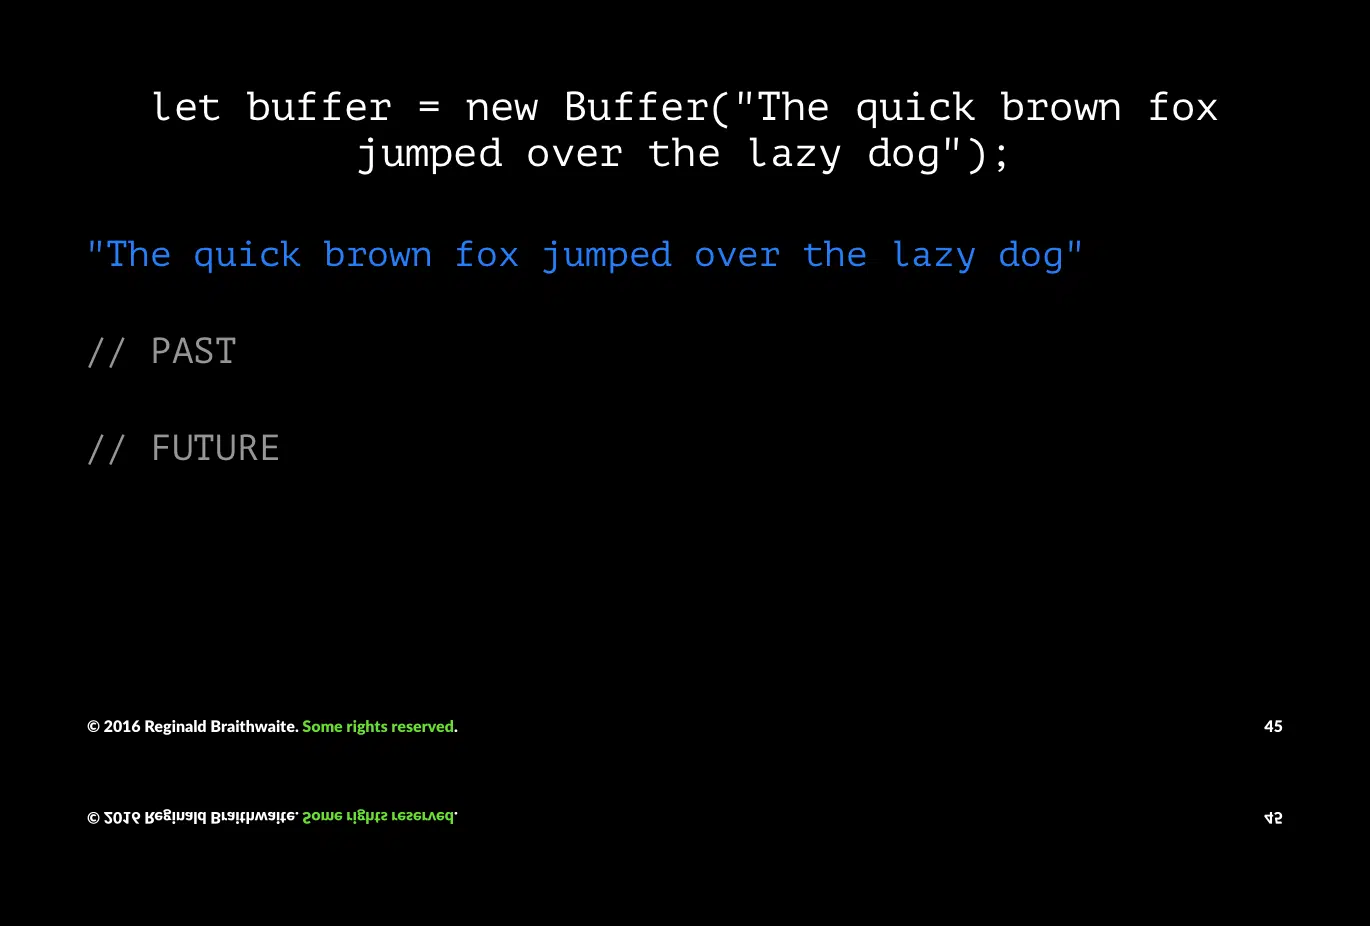 let buffer = new Buffer("The quick brown fox
jumped over the lazy dog");
"The quick brown fox jumped over the lazy dog"
// PAST
// FUTURE
© 2016 Reginald Braithwaite. Some rights reserved.
45
© 2016 Reginald Braithwaite. Some rights reserved.
45